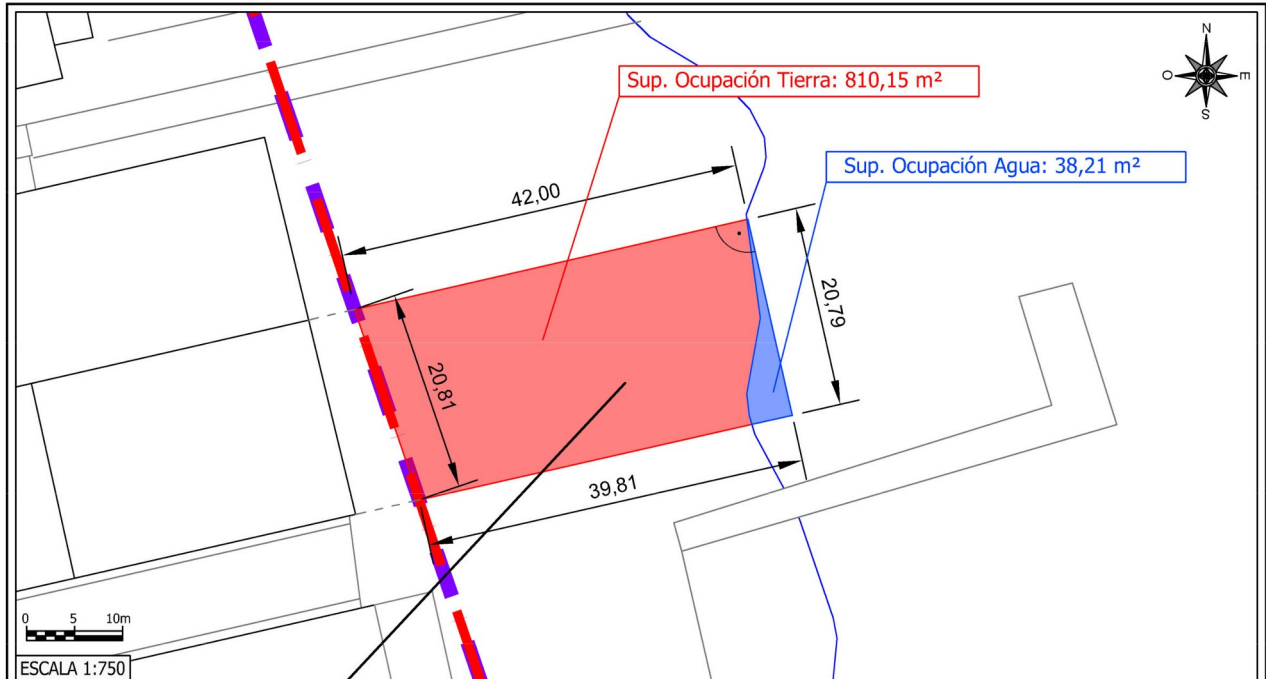 N
O
E
S
Sup. Ocupación Tierra: 810,15 m²
Sup. Ocupación Agua: 38,21 m²
42,00
20,79
20,81
39,81
0 5 10m
ESCALA 1:750